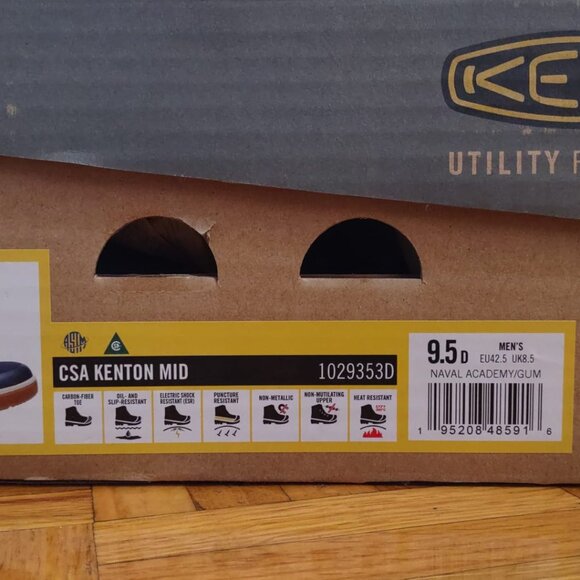 KE
UTILITY F
ASTM
CSA KENTON MID 1029353D
CARBON-FIBER TOE
OIL- AND SLIP-RESISTANT
ELECTRIC SHOCK RESISTANT (ESR)
PUNCTURE RESISTANT
NON-METALLIC
NON-MUTILATING UPPER
HEAT RESISTANT
9.5 D MEN'S
EU42.5 UK8.5
NAVAL ACADEMY/GUM
1 95208 48591 6